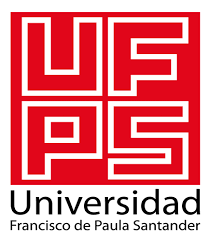 UF
PS
Universidad
Francisco de Paula Santander